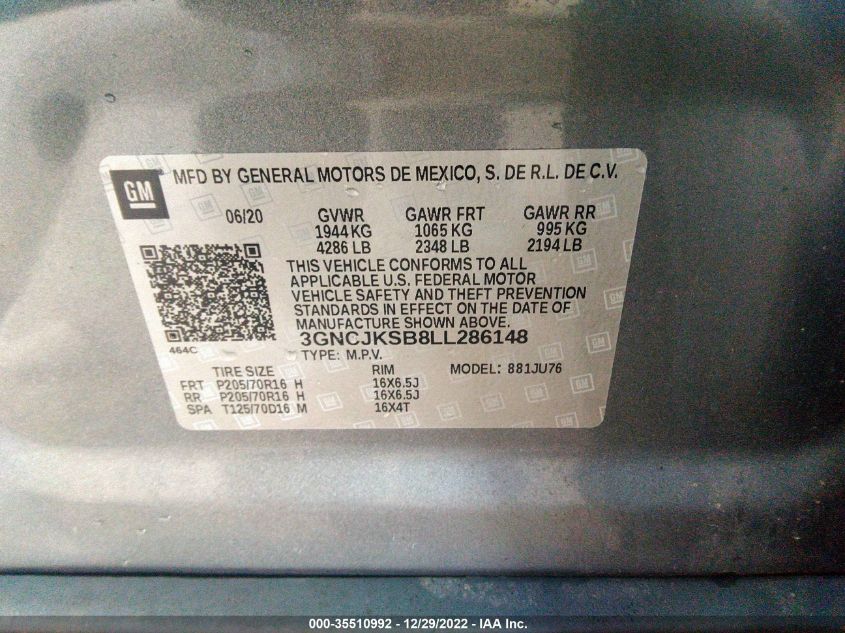 GM MFD BY GENERAL MOTORS DE MEXICO, S. DE R.L. DE C.V.
06/20 GVWR GAWR FRT GAWR RR
1944 KG 1065 KG 995 KG
4286 LB 2348 LB 2194 LB
THIS VEHICLE CONFORMS TO ALL
APPLICABLE U.S. FEDERAL MOTOR
VEHICLE SAFETY AND THEFT PREVENTION
STANDARDS IN EFFECT ON THE DATE OF
MANUFACTURE SHOWN ABOVE.
464C 3GNCJKSB8LL286148
TYPE: M.P.V.
TIRE SIZE RIM MODEL: 881JU76
FRT P205/70R16 H 16X6.5J
RR P205/70R16 H 16X6.5J
SPA T125/70D16 M 16X4T
000-35510992 - 12/29/2022 - IAA Inc.